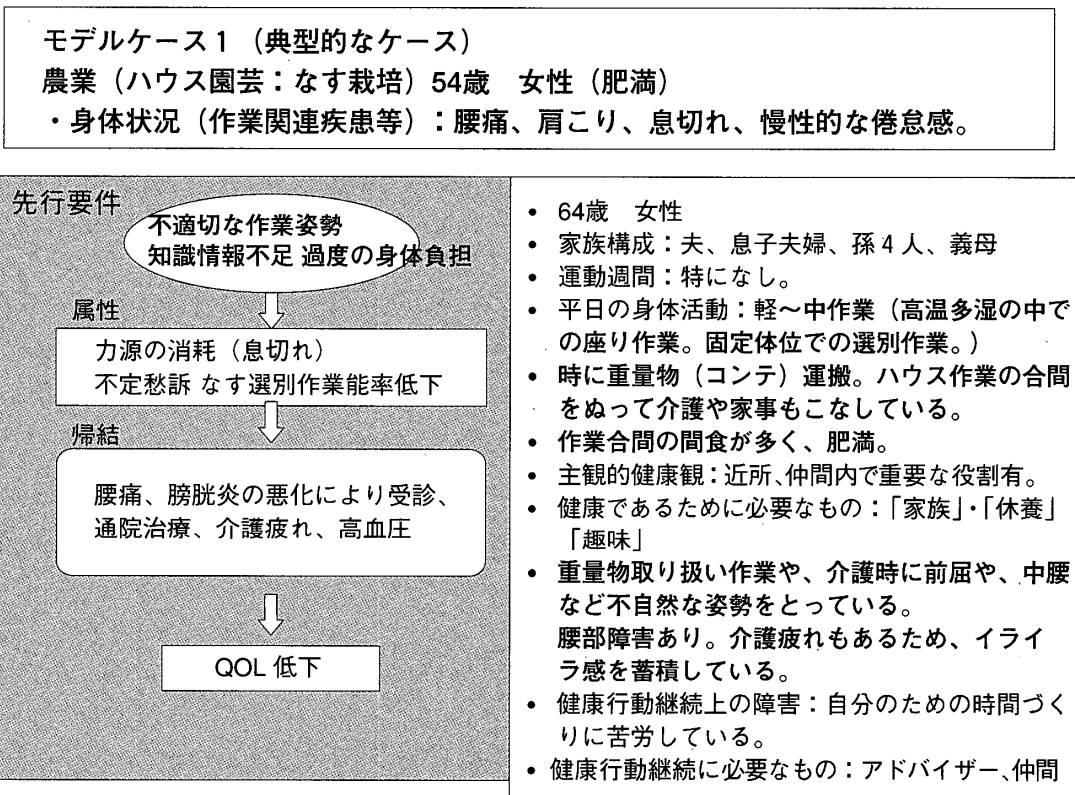 モデルケース1 (典型的なケース)
農業(ハウス園芸:なす栽培)54歳 女性(肥満)
・身体状況(作業関連疾患等):腰痛、肩こり、息切れ、慢性的な倦怠感。
先行要件
不適切な作業姿勢
知識情報不足 過度の身体負担
属性
力源の消耗(息切れ)
不定愁訴 なす選別作業能率低下
帰結
腰痛、膀胱炎の悪化により受診、
通院治療、介護疲れ、高血圧
QOL 低下
• 64歳 女性
• 家族構成:夫、息子夫婦、孫4人、義母
• 運動週間:特になし。
• 平日の身体活動:軽~中作業(高温多湿の中で
の座り作業。固定体位での選別作業。)
• 時に重量物(コンテ)運搬。ハウス作業の合間
をぬって介護や家事もこなしている。
• 作業合間の間食が多く、肥満。
• 主観的健康観:近所、仲間内で重要な役割有。
• 健康であるために必要なもの:「家族」・「休養」
「趣味」
• 重量物取り扱い作業や、介護時に前屈や、中腰
など不自然な姿勢をとっている。
腰部障害あり。介護疲れもあるため、イライ
ラ感を蓄積している。
• 健康行動継続上の障害:自分のための時間づく
りに苦労している。
• 健康行動継続に必要なもの:アドバイザー、仲間